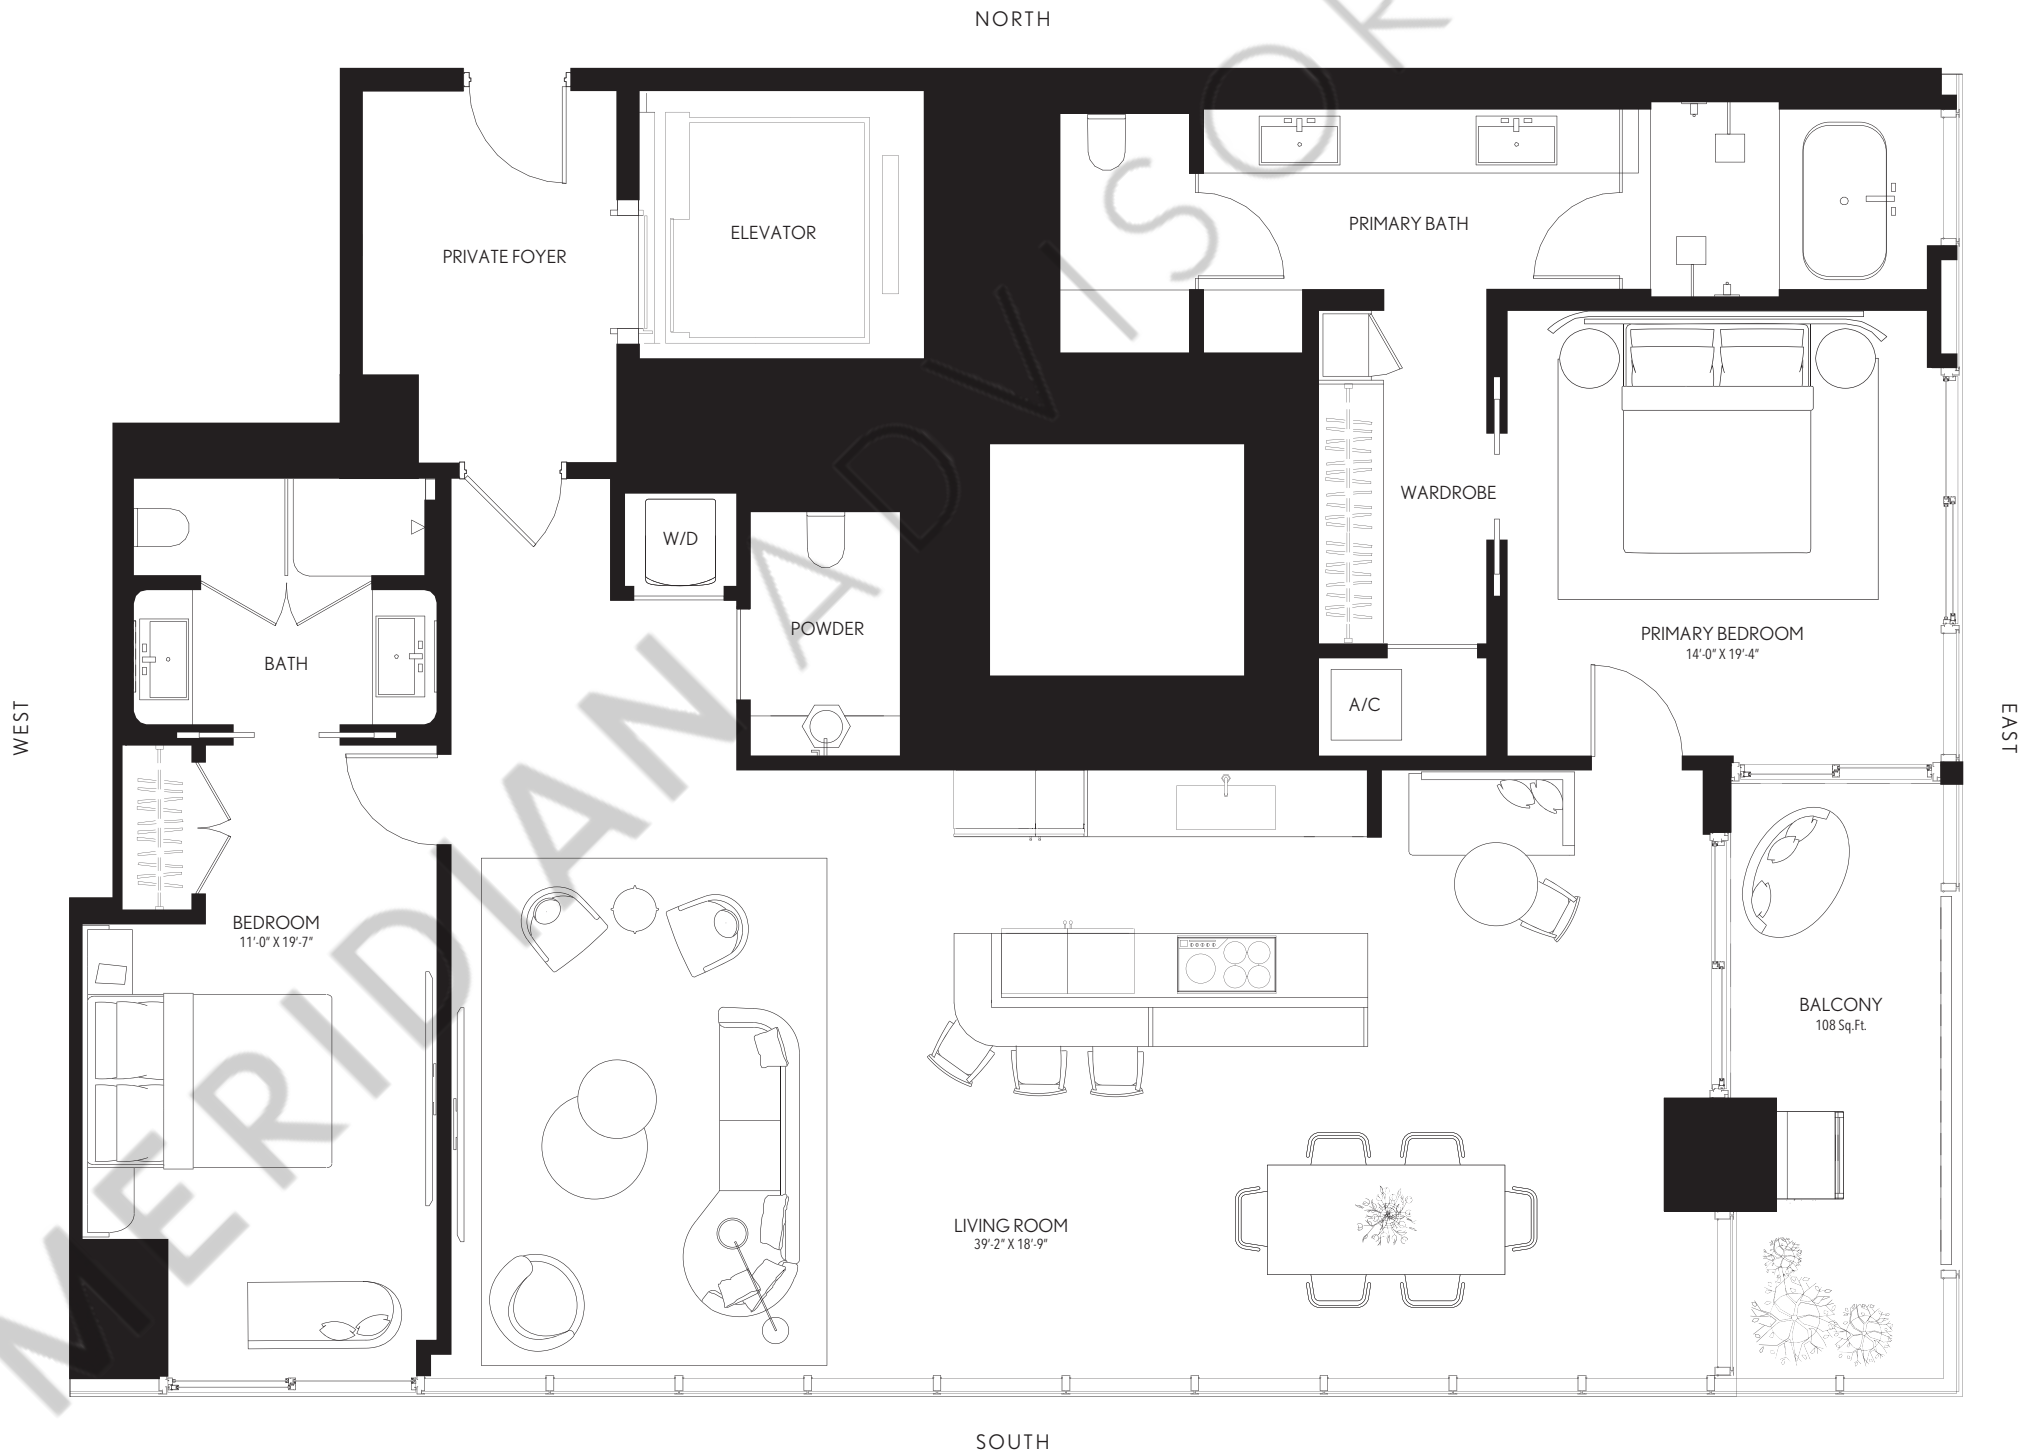 NORTH
ELEVATOR
PRIVATE FOYER
PRIMARY BATH
WARDROBE
W/D
POWDER
PRIMARY BEDROOM
14'-0" X 19'-4"
BATH
A/C
WEST
EAST
BEDROOM
11'-0" X 19'-7"
BALCONY
108 Sq.Ft.
LIVING ROOM
39'-2" X 18'-9"
SOUTH
MERIDIAN ADVISOR